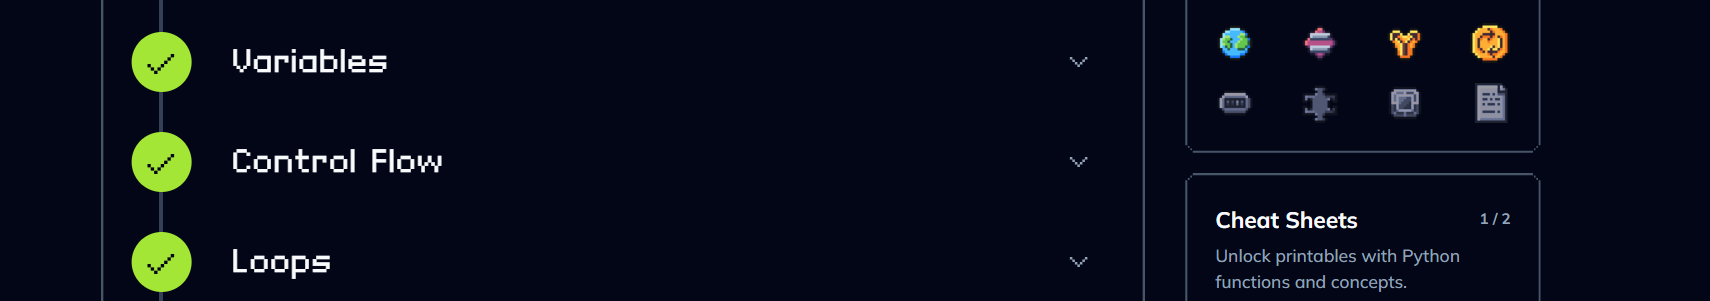 Variables
Control Flow
Loops
Cheat Sheets
1 / 2
Unlock printables with Python
functions and concepts.